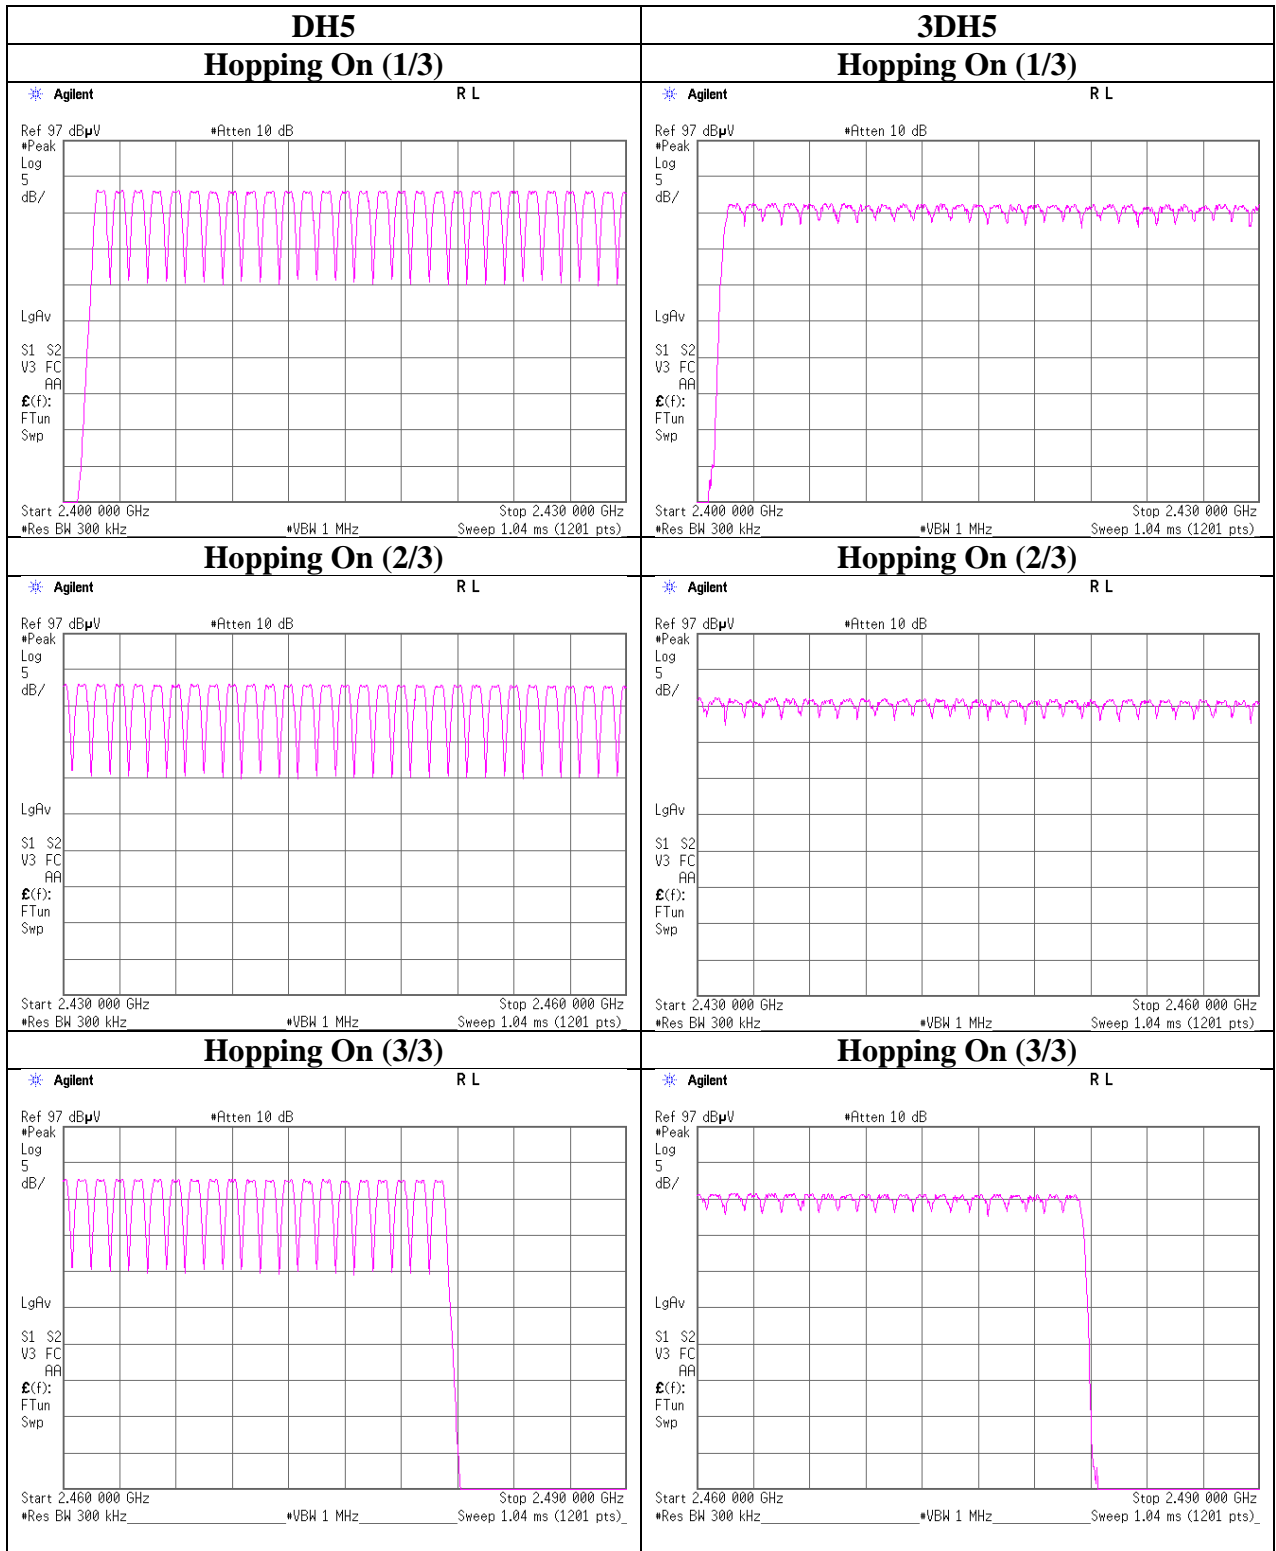 DH5 3DH5
Hopping On (1/3) Hopping On (1/3)
Agilent R L
Ref 97 dBµV #Atten 10 dB
#Peak
Log
5
dB/
LgAv
S1 S2
V3 FC
AA
£(f):
FTun
Swp
Start 2.400 000 GHz Stop 2.430 000 GHz
#Res BW 300 kHz #VBW 1 MHz Sweep 1.04 ms (1201 pts)
Agilent R L
Ref 97 dBµV #Atten 10 dB
#Peak
Log
5
dB/
LgAv
S1 S2
V3 FC
AA
£(f):
FTun
Swp
Start 2.400 000 GHz Stop 2.430 000 GHz
#Res BW 300 kHz #VBW 1 MHz Sweep 1.04 ms (1201 pts)
Hopping On (2/3) Hopping On (2/3)
Agilent R L
Ref 97 dBµV #Atten 10 dB
#Peak
Log
5
dB/
LgAv
S1 S2
V3 FC
AA
£(f):
FTun
Swp
Start 2.430 000 GHz Stop 2.460 000 GHz
#Res BW 300 kHz #VBW 1 MHz Sweep 1.04 ms (1201 pts)
Agilent R L
Ref 97 dBµV #Atten 10 dB
#Peak
Log
5
dB/
LgAv
S1 S2
V3 FC
AA
£(f):
FTun
Swp
Start 2.430 000 GHz Stop 2.460 000 GHz
#Res BW 300 kHz #VBW 1 MHz Sweep 1.04 ms (1201 pts)
Hopping On (3/3) Hopping On (3/3)
Agilent R L
Ref 97 dBµV #Atten 10 dB
#Peak
Log
5
dB/
LgAv
S1 S2
V3 FC
AA
£(f):
FTun
Swp
Start 2.460 000 GHz Stop 2.490 000 GHz
#Res BW 300 kHz #VBW 1 MHz Sweep 1.04 ms (1201 pts)
Agilent R L
Ref 97 dBµV #Atten 10 dB
#Peak
Log
5
dB/
LgAv
S1 S2
V3 FC
AA
£(f):
FTun
Swp
Start 2.460 000 GHz Stop 2.490 000 GHz
#Res BW 300 kHz #VBW 1 MHz Sweep 1.04 ms (1201 pts)